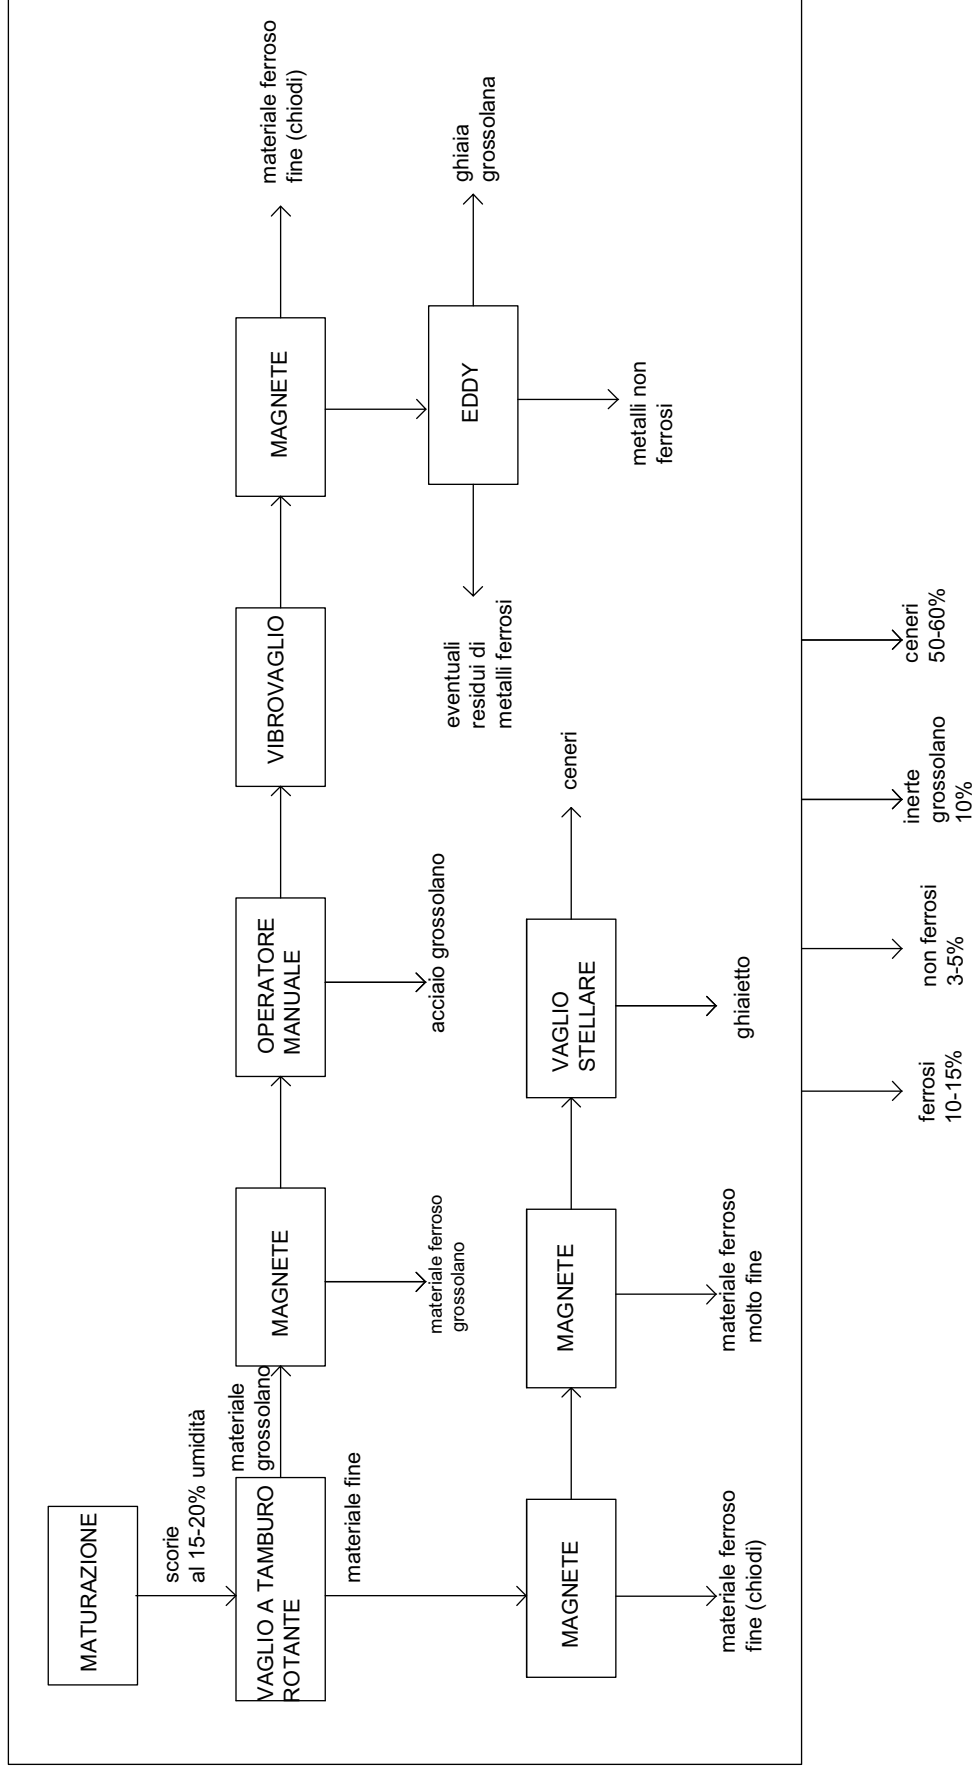 MATURAZIONE
scorie
al 15-20% umidità
VAGLIO A TAMBURO
ROTANTE
materiale
grossolano
materiale fine
MAGNETE
materiale ferroso
grossolano
OPERATORE
MANUALE
acciaio grossolano
VIBROVAGLIO
MAGNETE
materiale ferroso
fine (chiodi)
EDDY
eventuali
residui di
metalli ferrosi
metalli non
ferrosi
ghiaia
grossolana
MAGNETE
materiale ferroso
fine (chiodi)
MAGNETE
materiale ferroso
molto fine
VAGLIO
STELLARE
ghiaietto
ceneri
ferrosi
10-15%
non ferrosi
3-5%
inerte
grossolano
10%
ceneri
50-60%